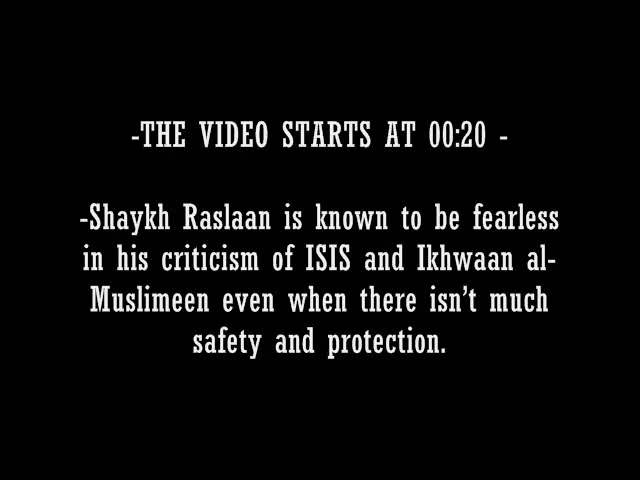 -THE VIDEO STARTS AT 00:20 -
-Shaykh Raslaan is known to be fearless
in his criticism of ISIS and Ikhwaan al-
Muslimeen even when there isn’t much
safety and protection.